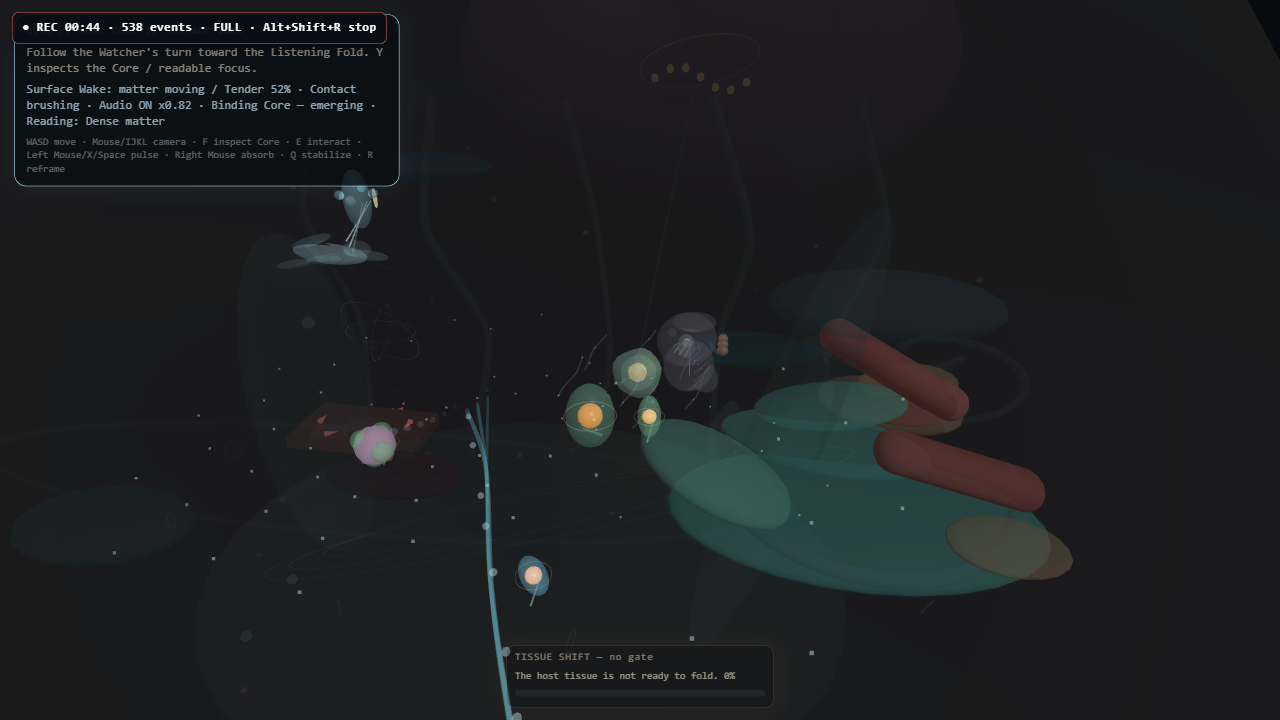 ● REC 00:44 · 538 events · FULL · Alt+Shift+R stop
Follow the Watcher's turn toward the Listening Fold. Y
inspects the Core / readable focus.
Surface Wake: matter moving / Tender 52% · Contact
brushing · Audio ON x0.82 · Binding Core — emerging ·
Reading: Dense matter
WASD move · Mouse/IJKL camera · F inspect Core · E interact ·
Left Mouse/X/Space pulse · Right Mouse absorb · Q stabilize · R
reframe
TISSUE SHIFT — no gate
The host tissue is not ready to fold. 0%